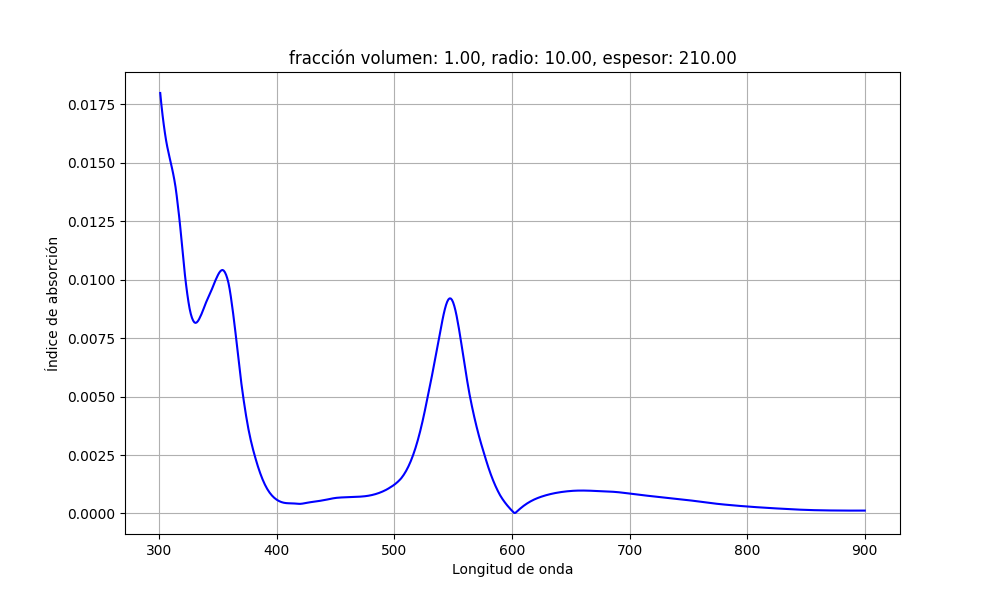 fracción volumen: 1.00, radio: 10.00, espesor: 210.00
0.0175
0.0150
0.0125
0.0100
0.0075
0.0050
0.0025
0.0000
Índice de absorción
300 400 500 600 700 800 900
Longitud de onda